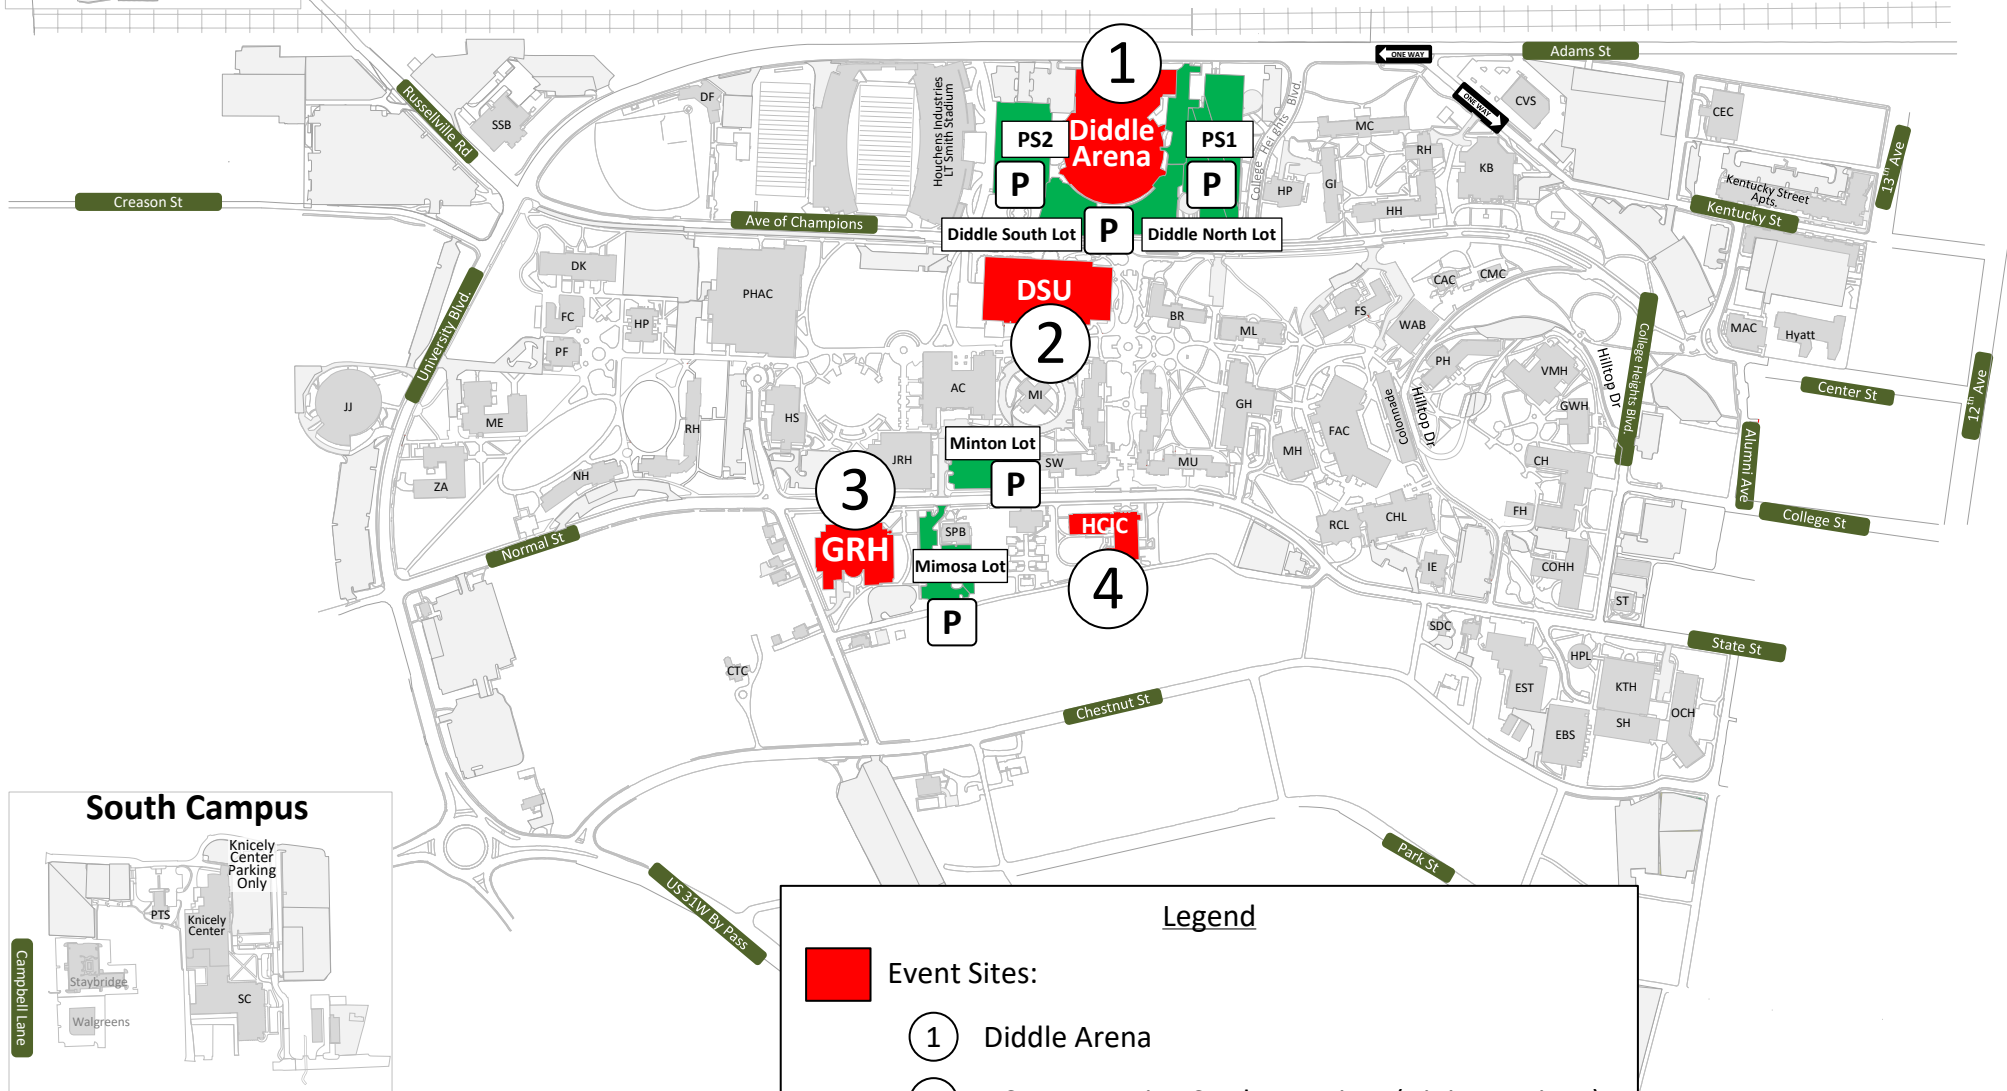 1
Adams St
ONE WAY
ONE WAY
Russellville Rd
SSB
DF
Houchens Industries
LT Smith Stadium
PS2
Diddle
Arena
PS1
P
P
P
College Heights Blvd.
MC
RH
CVS
CEC
KB
HP
GI
HH
Kentucky Street
Apts.
Kentucky St
13th Ave
Creason St
Ave of Champions
Diddle South Lot
Diddle North Lot
DK
PHAC
DSU
2
FC
HP
PF
BR
ML
FS
WAB
CAC
CMC
MAC
Hyatt
University Blvd.
College Heights Blvd.
Hilltop Dr
PH
VMH
GWH
Center St
12th Ave
JJ
ME
RH
HS
AC
MI
GH
FAC
Colonnade
Hilltop Dr
Alumni Ave
ZA
NH
JRH
Minton Lot
P
SW
MU
MH
CH
3
GRH
SPB
Mimosa Lot
P
HCIC
4
RCL
CHL
FH
College St
Normal St
IE
COHH
ST
SDC
State St
CTC
HPL
EST
KTH
SH
OCH
EBS
Chestnut St
Park St
US 31W By Pass
South Campus
Knicely
Center
Parking
Only
PTS
Knicely
Center
Staybridge
SC
Walgreens
Campbell Lane
Legend
Event Sites:
1 Diddle Arena